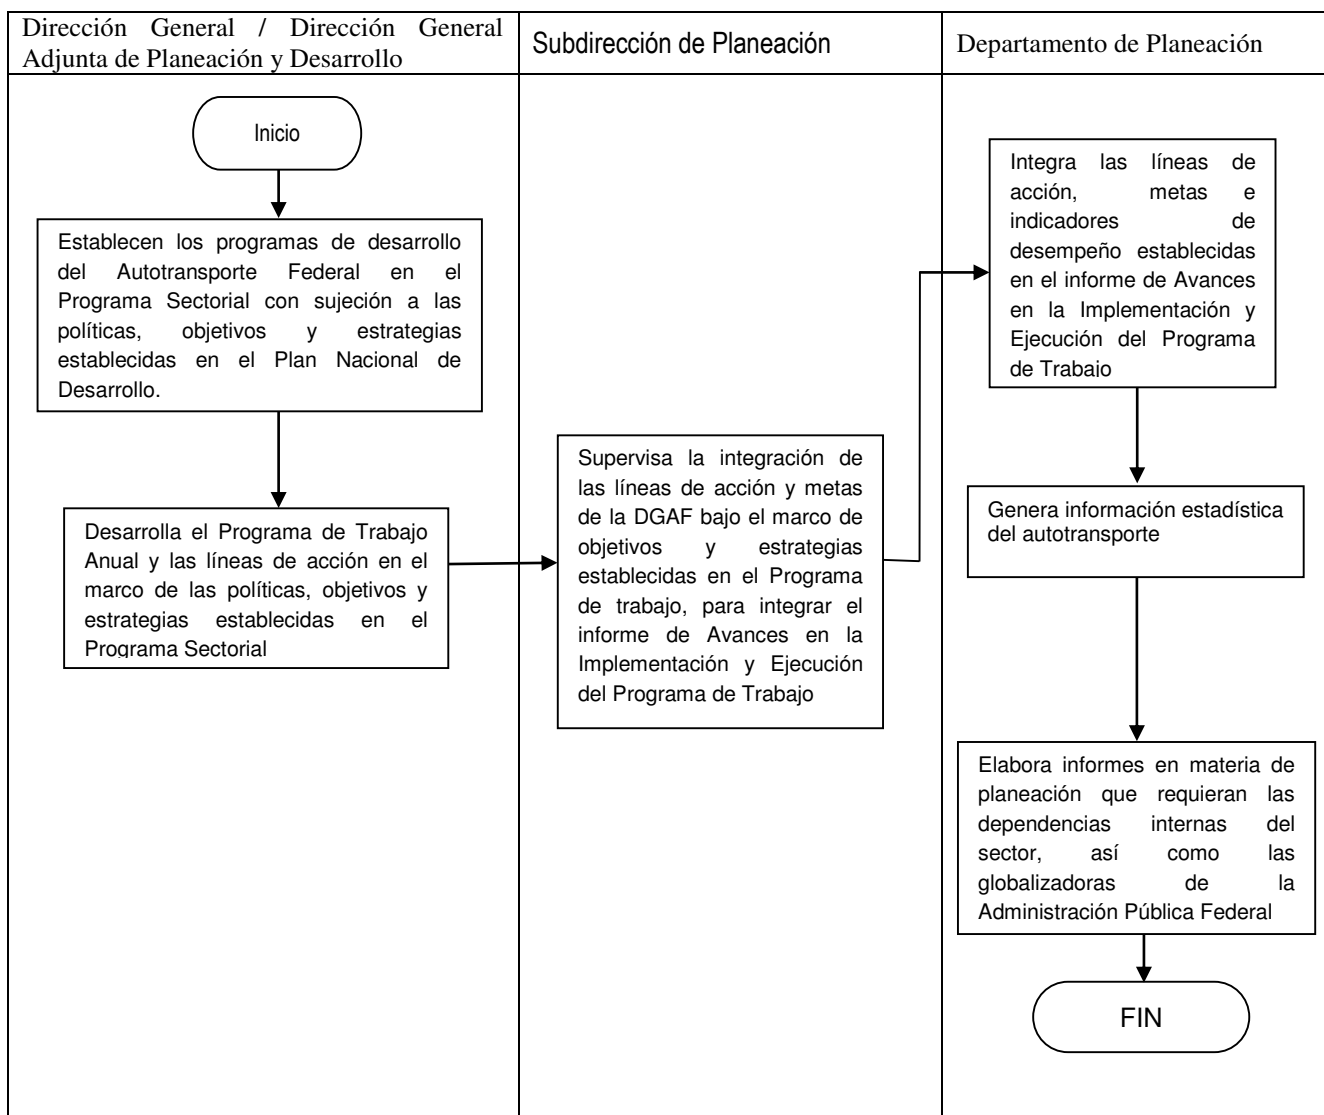 Dirección General / Dirección General
Adjunta de Planeación y Desarrollo
Subdirección de Planeación
Departamento de Planeación
Inicio
Establecen los programas de desarrollo
del Autotransporte Federal en el
Programa Sectorial con sujeción a las
políticas, objetivos y estrategias
establecidas en el Plan Nacional de
Desarrollo.
Desarrolla el Programa de Trabajo
Anual y las líneas de acción en el
marco de las políticas, objetivos y
estrategias establecidas en el
Programa Sectorial
Supervisa la integración de
las líneas de acción y metas
de la DGAF bajo el marco de
objetivos y estrategias
establecidas en el Programa
de trabajo, para integrar el
informe de Avances en la
Implementación y Ejecución
del Programa de Trabajo
Integra las líneas de
acción, metas e
indicadores de
desempeño establecidas
en el informe de Avances
en la Implementación y
Ejecución del Programa
de Trabajo
Genera información estadística
del autotransporte
Elabora informes en materia de
planeación que requieran las
dependencias internas del
sector, así como las
globalizadoras de la
Administración Pública Federal
FIN